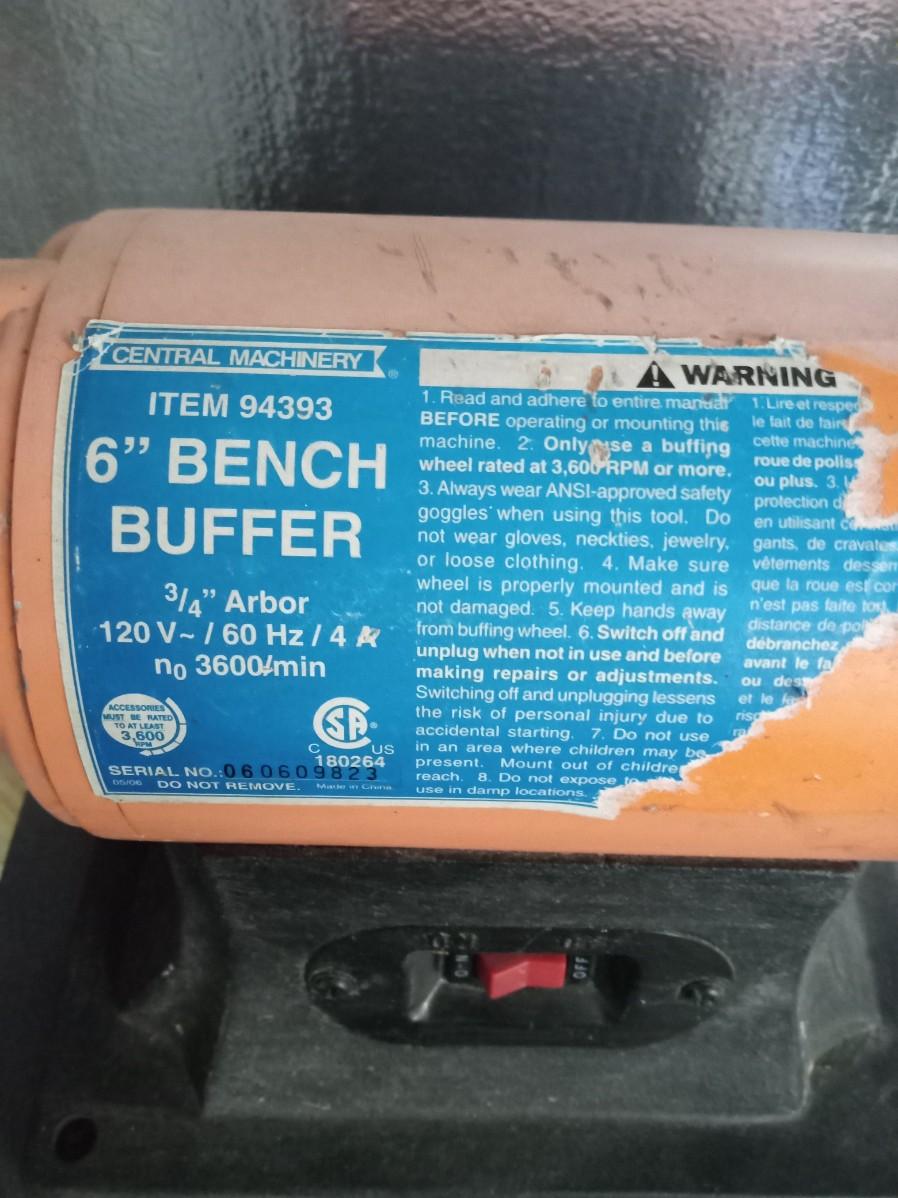 CENTRAL MACHINERY ®
ITEM 94393
6” BENCH
BUFFER
3/4” Arbor
120 V~ / 60 Hz / 4 A
n0 3600/min
ACCESSORIES
MUST BE RATED
TO AT LEAST
3,600
RPM
CSA ®
C US
180264
SERIAL NO.:060609823
05/06 DO NOT REMOVE. Made in China
WARNING
1. Read and adhere to entire manual
BEFORE operating or mounting this
machine. 2. Only use a buffing
wheel rated at 3,600 RPM or more.
3. Always wear ANSI-approved safety
goggles when using this tool. Do
not wear gloves, neckties, jewelry,
or loose clothing. 4. Make sure
wheel is properly mounted and is
not damaged. 5. Keep hands away
from buffing wheel. 6. Switch off and
unplug when not in use and before
making repairs or adjustments.
Switching off and unplugging lessens
the risk of personal injury due to
accidental starting. 7. Do not use
in an area where children may be
present. Mount out of childre
reach. 8. Do not expose to
use in damp locations.
1. Lire et respec
le fait de fair
cette machine
roue de poliss
ou plus. 3.
protection d
en utilisant
gants, de cravates
vêtements desser
que la roue est cor
n'est pas faite
distance de
débranchez
avant le fa
ou des
et le
ON
OFF